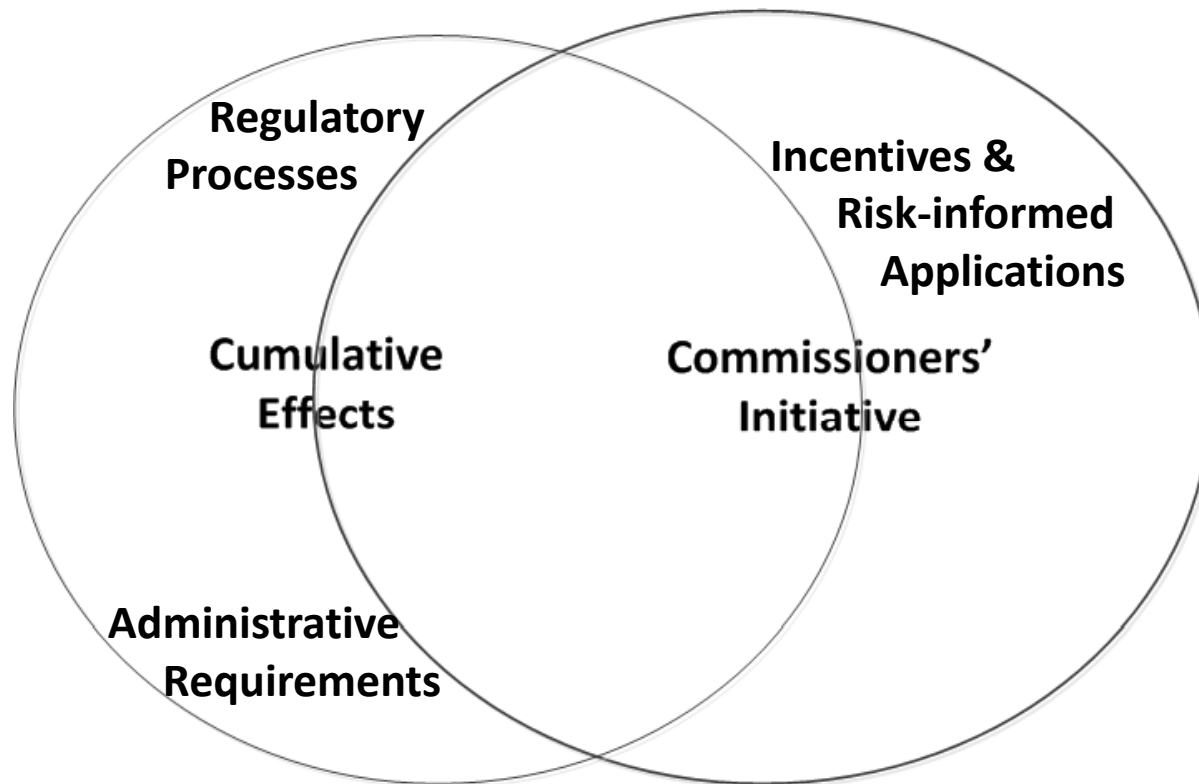 Regulatory
Processes
Incentives &
Risk-informed
Applications
Cumulative
Effects
Commissioners’
Initiative
Administrative
Requirements